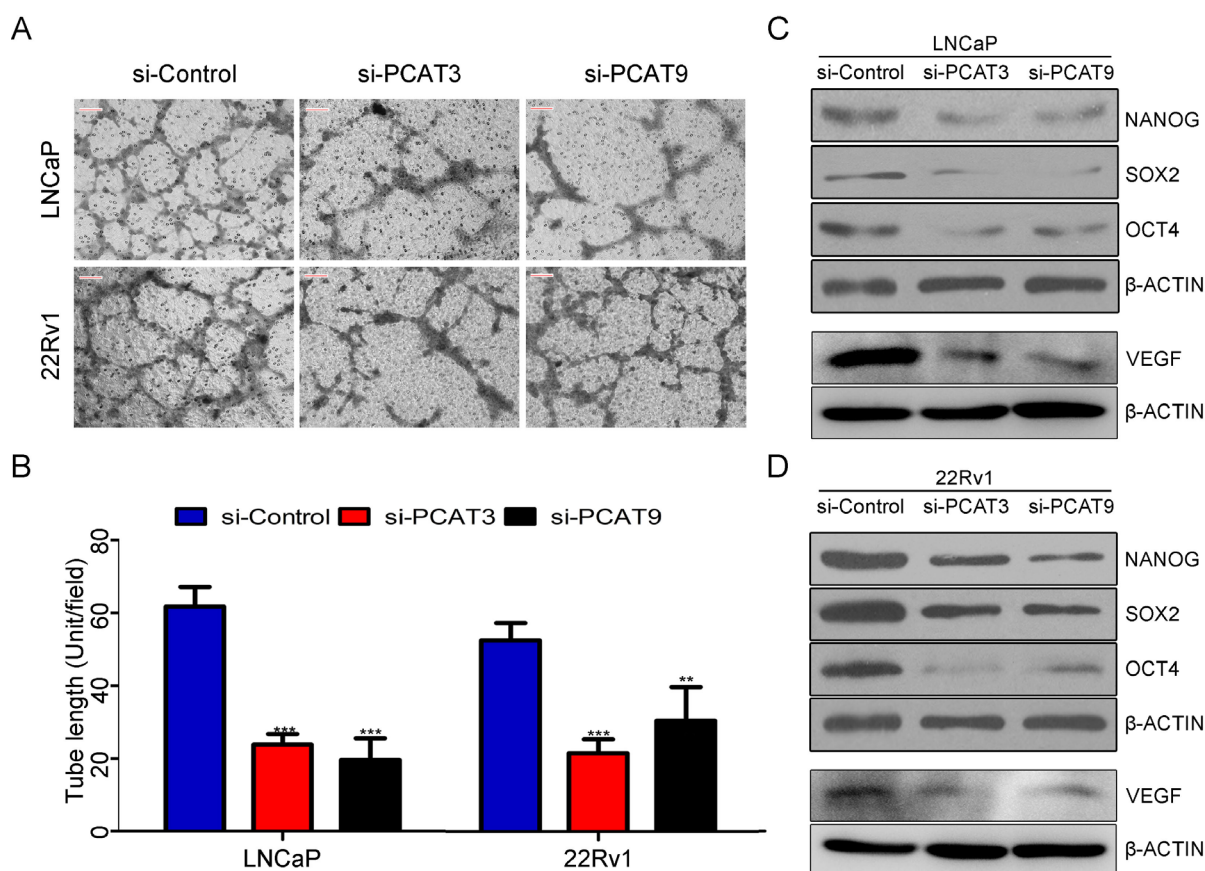 A
si-Control si-PCAT3 si-PCAT9
LNCaP
22Rv1
B
si-Control si-PCAT3 si-PCAT9
Tube length (Unit/field)
80
60
40
20
0
*** ***
*** **
LNCaP 22Rv1
C
LNCaP
si-Control si-PCAT3 si-PCAT9
NANOG
SOX2
OCT4
β-ACTIN
VEGF
β-ACTIN
D
22Rv1
si-Control si-PCAT3 si-PCAT9
NANOG
SOX2
OCT4
β-ACTIN
VEGF
β-ACTIN